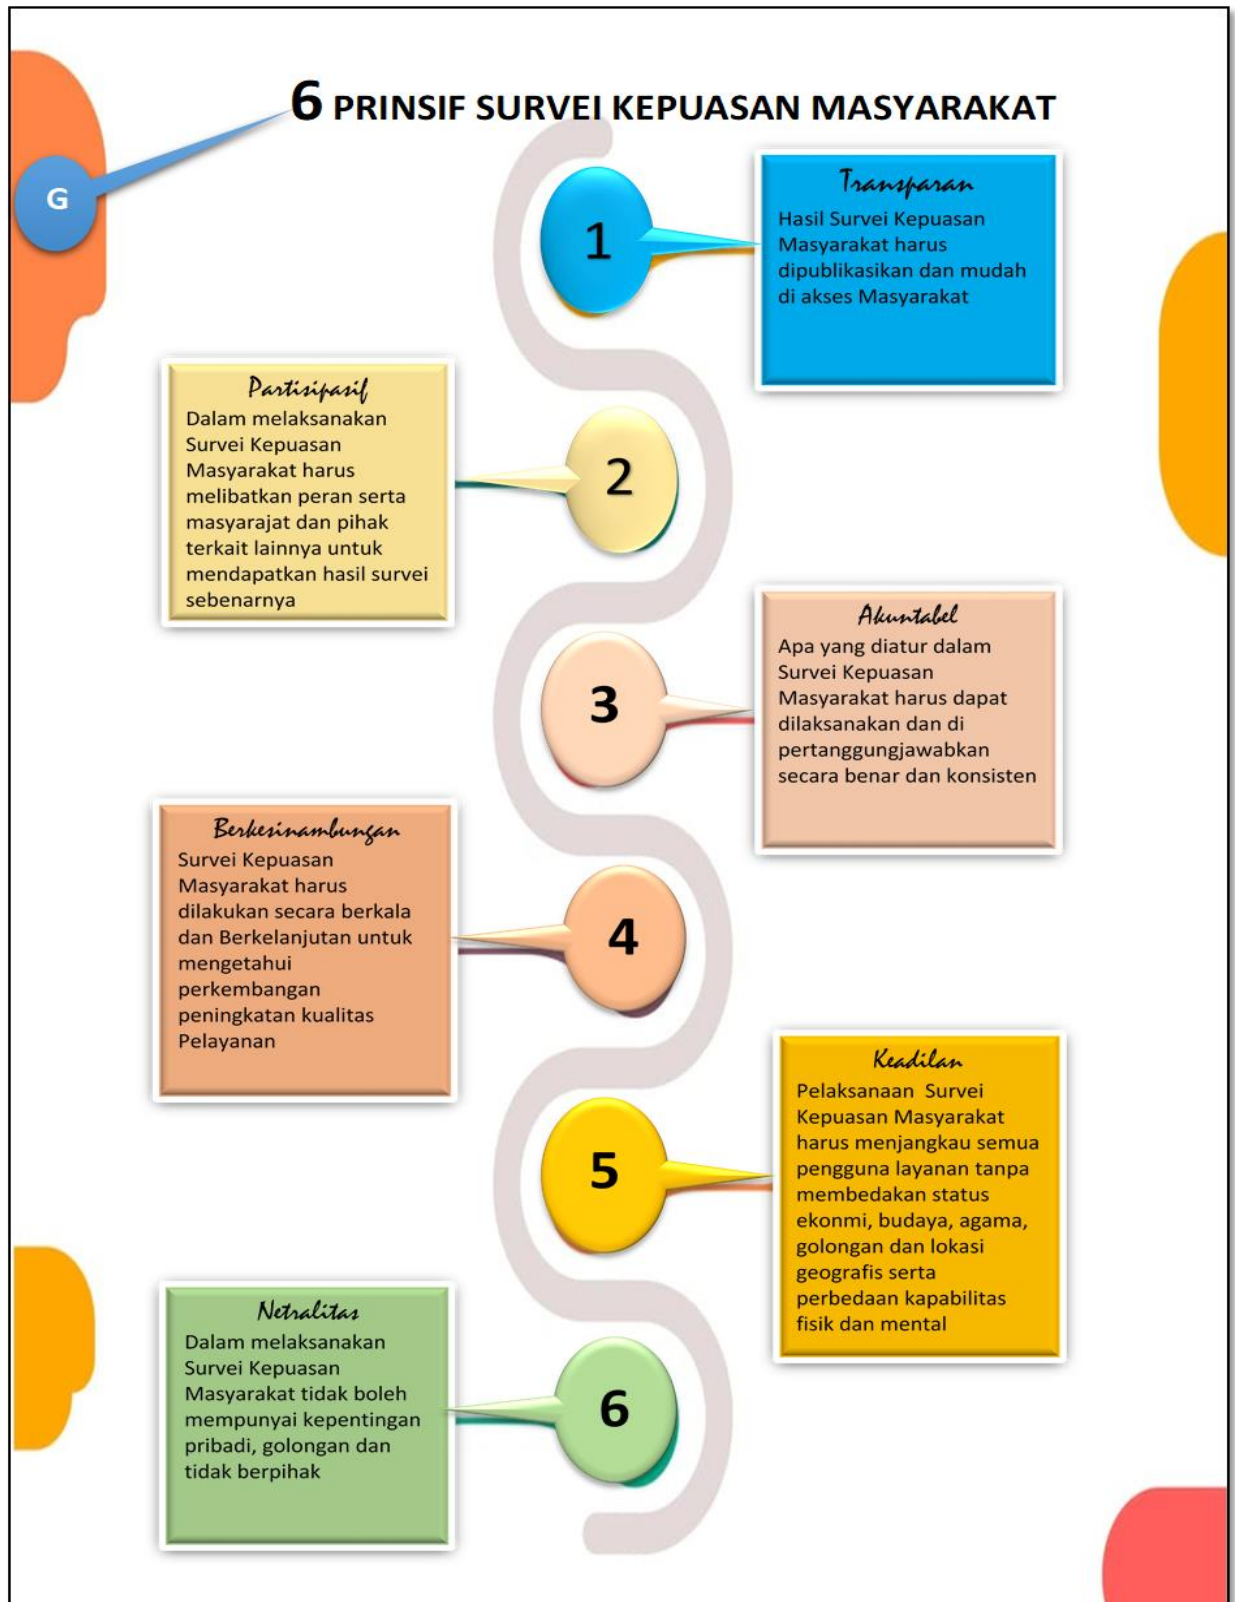 6 PRINSIF SURVEI KEPUASAN MASYARAKAT
G
1
Transparan
Hasil Survei Kepuasan
Masyarakat harus
dipublikasikan dan mudah
di akses Masyarakat
Partisipasif
Dalam melaksanakan
Survei Kepuasan
Masyarakat harus
melibatkan peran serta
masyarajat dan pihak
terkait lainnya untuk
mendapatkan hasil survei
sebenarnya
2
3
Akuntabel
Apa yang diatur dalam
Survei Kepuasan
Masyarakat harus dapat
dilaksanakan dan di
pertanggungjawabkan
secara benar dan konsisten
Berkesinambungan
Survei Kepuasan
Masyarakat harus
dilakukan secara berkala
dan Berkelanjutan untuk
mengetahui
perkembangan
peningkatan kualitas
Pelayanan
4
5
Keadilan
Pelaksanaan  Survei
Kepuasan Masyarakat
harus menjangkau semua
pengguna layanan tanpa
membedakan status
ekonmi, budaya, agama,
golongan dan lokasi
geografis serta
perbedaan kapabilitas
fisik dan mental
Netralitas
Dalam melaksanakan
Survei Kepuasan
Masyarakat tidak boleh
mempunyai kepentingan
pribadi, golongan dan
tidak berpihak
6